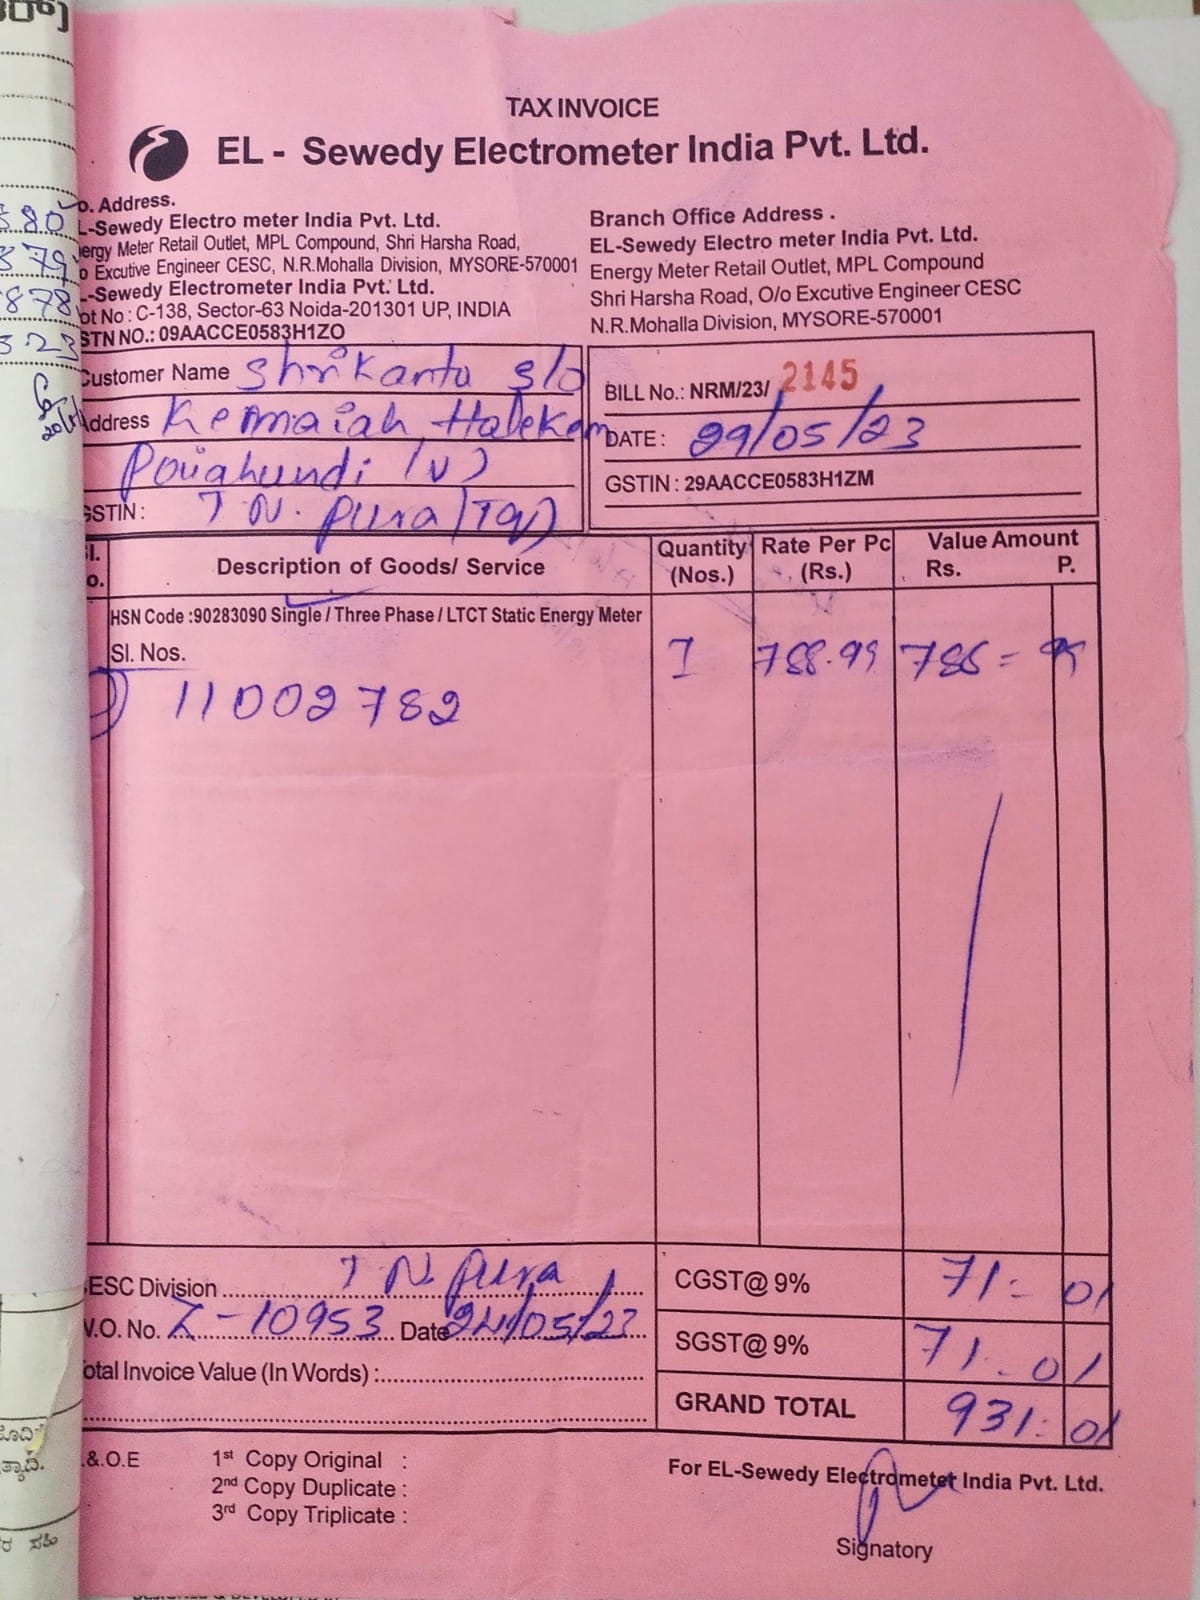 TAX INVOICE
EL - Sewedy Electrometer India Pvt. Ltd.
o. Address.
L-Sewedy Electro meter India Pvt. Ltd.
ergy Meter Retail Outlet, MPL Compound, Shri Harsha Road,
o Excutive Engineer CESC, N.R.Mohalla Division, MYSORE-570001
L-Sewedy Electrometer India Pvt. Ltd.
ot No : C-138, Sector-63 Noida-201301 UP, INDIA
STN NO.: 09AACCE0583H1ZO
Branch Office Address .
EL-Sewedy Electro meter India Pvt. Ltd.
Energy Meter Retail Outlet, MPL Compound
Shri Harsha Road, O/o Excutive Engineer CESC
N.R.Mohalla Division, MYSORE-570001
Customer Name Shrikanta S/o
Address Kemmaiah Halekem
(V)
GSTIN : T N. Pura (Tq)
BILL No.: NRM/23/ 2145
DATE : 29/05/23
GSTIN : 29AACCE0583H1ZM
Sl. Description of Goods/ Service Quantity Rate Per Pc Value Amount
o. (Nos.) (Rs.) Rs. P.
HSN Code :90283090 Single / Three Phase / LTCT Static Energy Meter
Sl. Nos. 1 788.99
11002782
ESC Division T N. Pura
W.O. No. Z-10953 Date 24/05/23
otal Invoice Value (In Words) :
CGST@ 9% 71 - 01
SGST@ 9% 71 - 01
GRAND TOTAL 931 - 01
.&.O.E
1st Copy Original :
2nd Copy Duplicate :
3rd Copy Triplicate :
For EL-Sewedy Electrometer India Pvt. Ltd.
Signatory